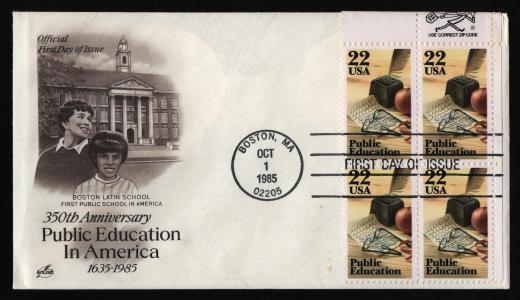 Official
First Day of Issue
BOSTON LATIN SCHOOL
FIRST PUBLIC SCHOOL IN AMERICA
350th Anniversary
Public Education
In America
1635-1985
Artcraft
BOSTON, MA
OCT
1
1985
02205
FIRST DAY OF ISSUE
USE CORRECT ZIP CODE
22
USA
Public
Education
22
USA
Public
Education
22
USA
Public
Education
22
USA
Public
Education